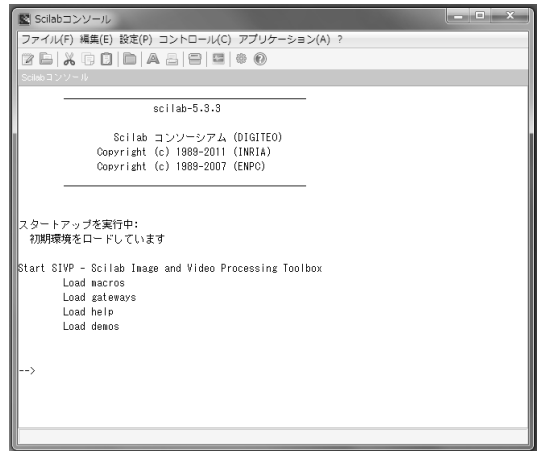 Scilabコンソール
ファイル(F) 編集(E) 設定(P) コントロール(C) アプリケーション(A) ?
Scilabコンソール
scilab-5.3.3
Scilab コンソーシアム (DIGITEO)
Copyright (c) 1989-2011 (INRIA)
Copyright (c) 1989-2007 (ENPC)
スタートアップを実行中:
初期環境をロードしています
Start SIVP - Scilab Image and Video Processing Toolbox
Load macros
Load gateways
Load help
Load demos
-->